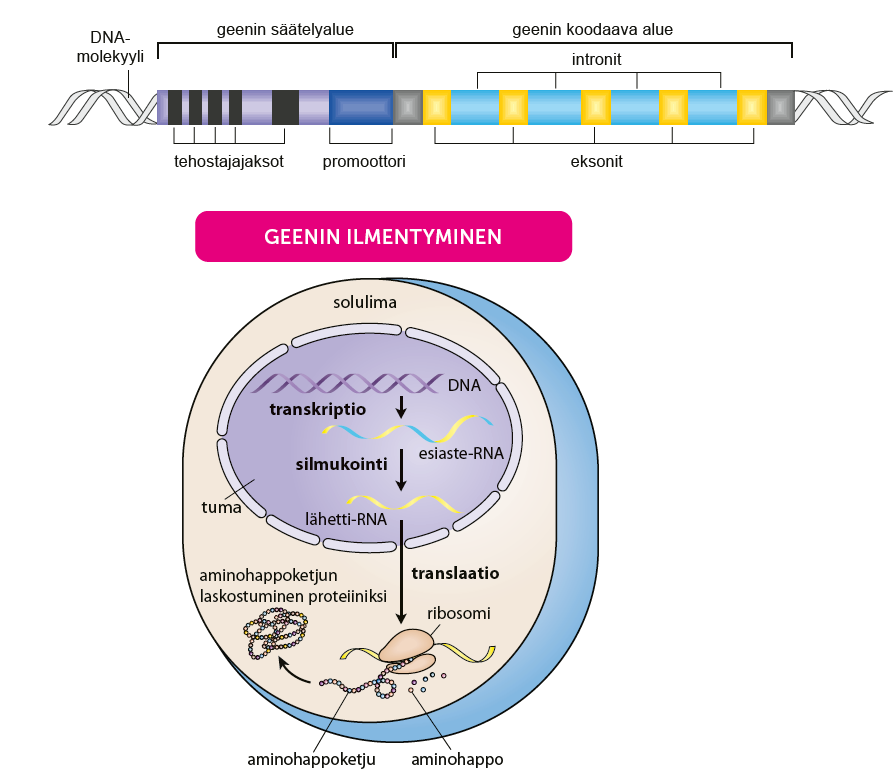 geenin säätelyalue
geenin koodaava alue
DNA-
molekyyli
intronit
tehostajajaksot
promoottori
eksonit
GEENIN ILMENTYMINEN
solulima
DNA
transkriptio
esiaste-RNA
silmukointi
tuma
lähetti-RNA
translaatio
aminohappoketjun
laskostuminen proteiiniksi
ribosomi
aminohappoketju
aminohappo